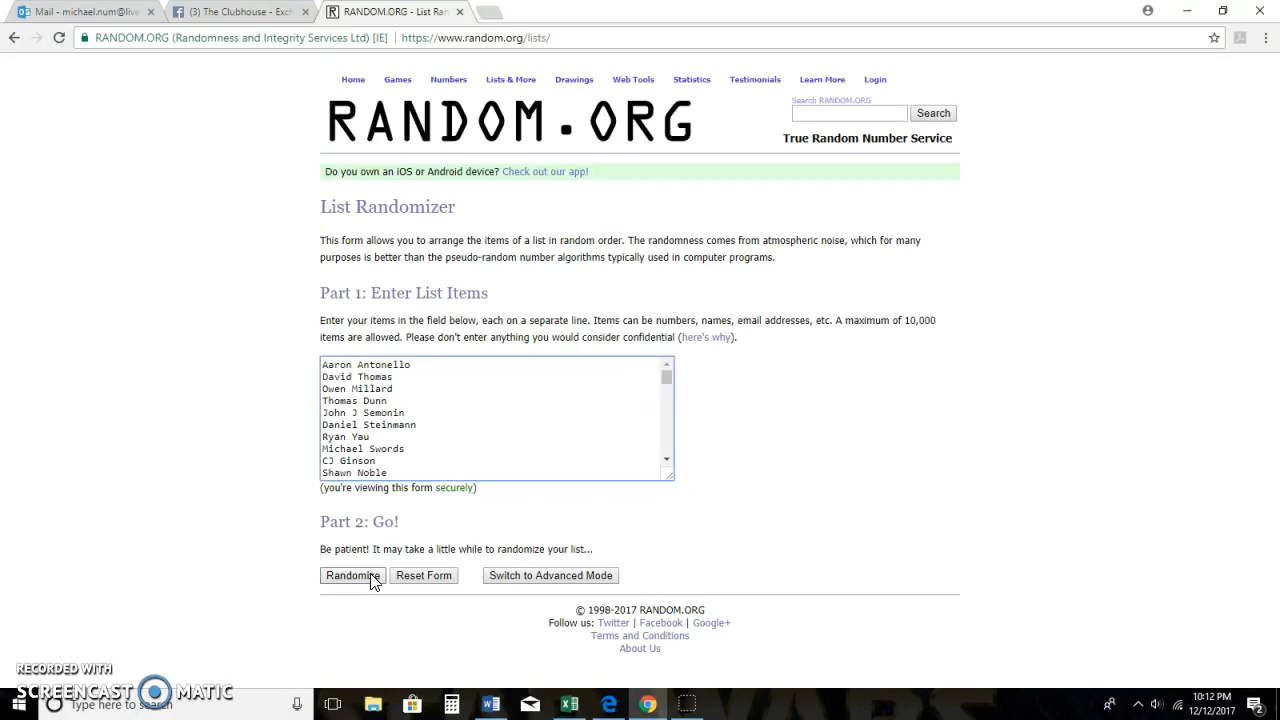 Mail - michael.num@live
(3) The Clubhouse - Exch
RANDOM.ORG - List Ran
RANDOM.ORG (Randomness and Integrity Services Ltd) [IE] | https://www.random.org/lists/
Home Games Numbers Lists & More Drawings Web Tools Statistics Testimonials Learn More Login
RANDOM.ORG
Search RANDOM.ORG
Search
True Random Number Service
Do you own an iOS or Android device? Check out our app!
List Randomizer
This form allows you to arrange the items of a list in random order. The randomness comes from atmospheric noise, which for many
purposes is better than the pseudo-random number algorithms typically used in computer programs.
Part 1: Enter List Items
Enter your items in the field below, each on a separate line. Items can be numbers, names, email addresses, etc. A maximum of 10,000
items are allowed. Please don't enter anything you would consider confidential (here's why).
Aaron Antonello
David Thomas
Owen Millard
Thomas Dunn
John J Semonin
Daniel Steinmann
Ryan Yau
Michael Swords
CJ Ginson
Shawn Noble
(you're viewing this form securely)
Part 2: Go!
Be patient! It may take a little while to randomize your list...
Randomize Reset Form Switch to Advanced Mode
© 1998-2017 RANDOM.ORG
Follow us: Twitter | Facebook | Google+
Terms and Conditions
About Us
RECORDED WITH
SCREENCAST MATIC
Type here to search
10:12 PM
12/12/2017